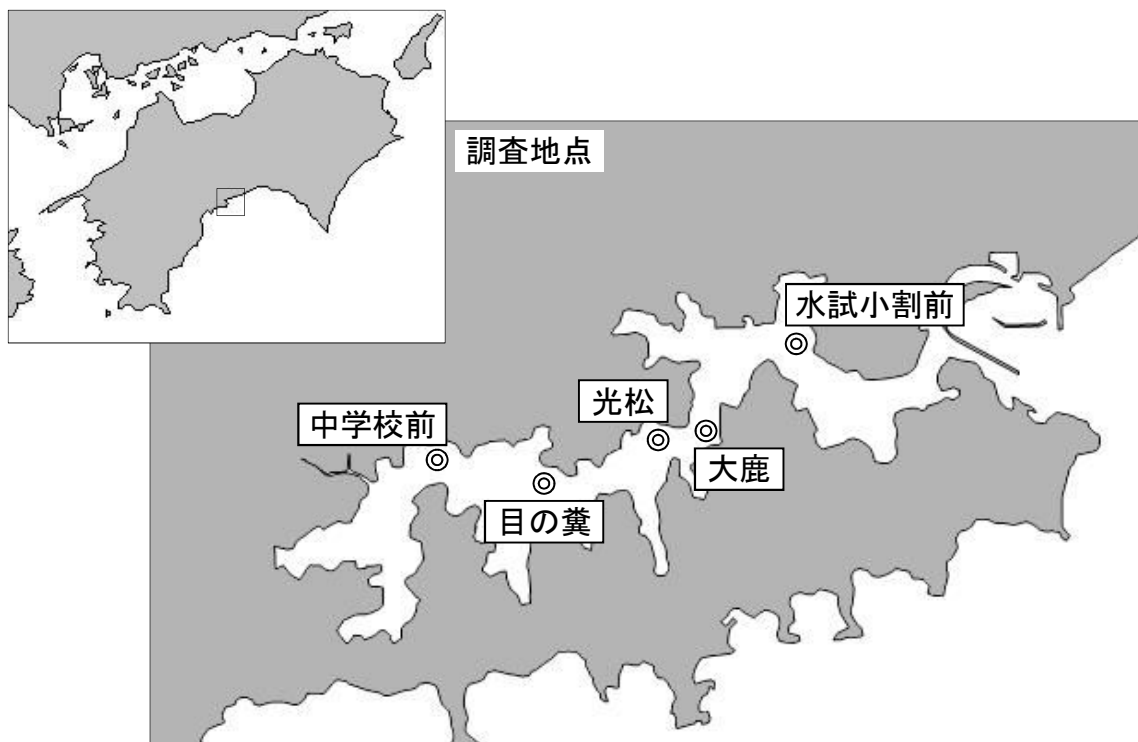 調査地点
水試小割前
光松
中学校前
大鹿
目の糞